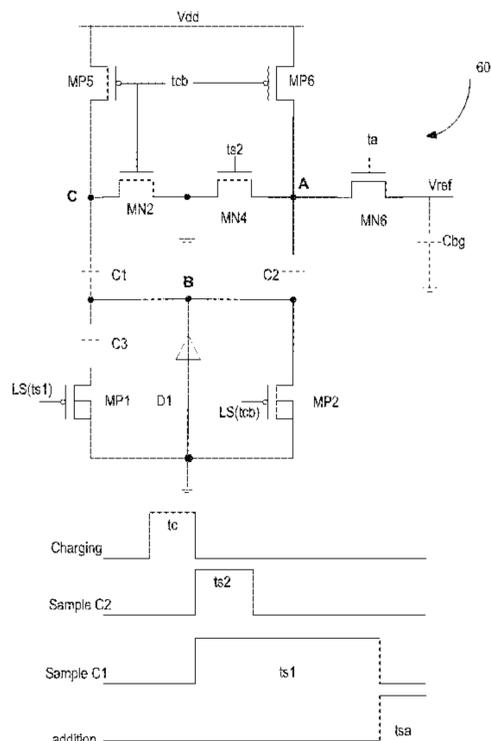 Vdd
MP5
tcb
MP6
60
ts2
ta
C
A
Vref
MN2
MN4
MN6
Cbg
C1
B
C2
C3
LS(ts1)
MP1
D1
LS(tcb)
MP2
Charging
tc
Sample C2
ts2
Sample C1
ts1
addition
tsa